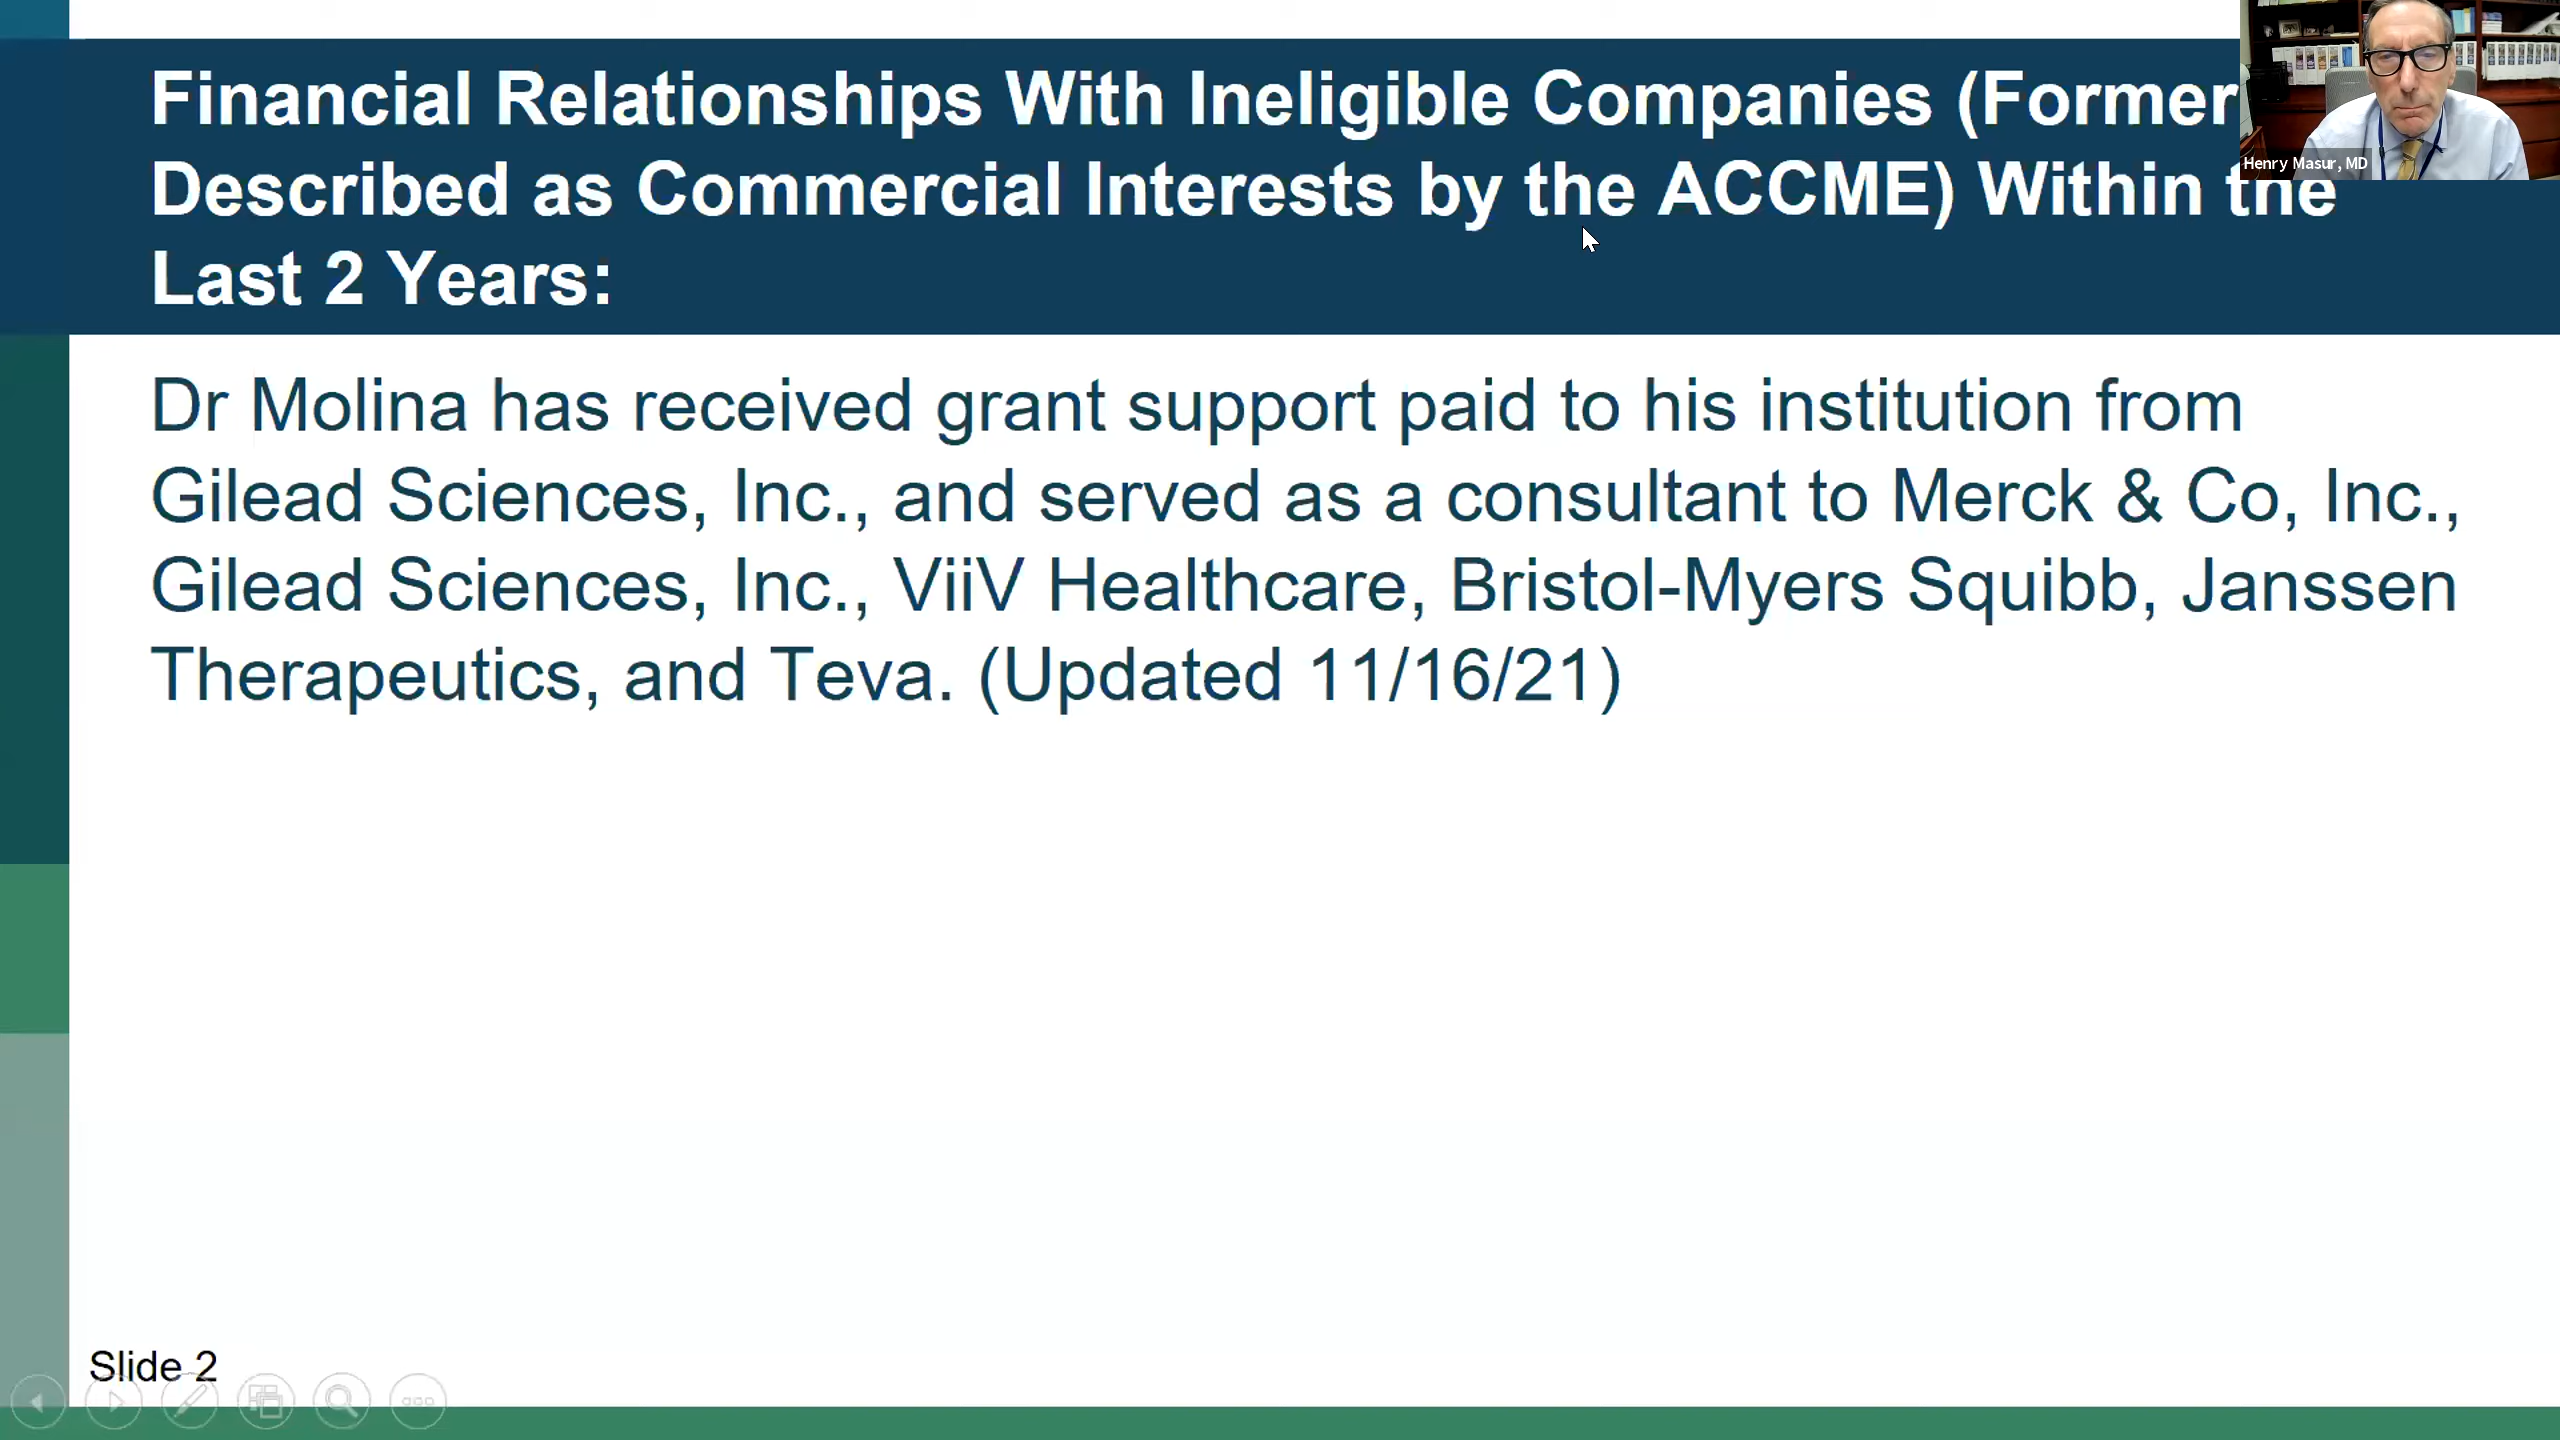 Financial Relationships With Ineligible Companies (Former
Described as Commercial Interests by the ACCME) Within the
Last 2 Years:
Henry Masur, MD
Dr Molina has received grant support paid to his institution from
Gilead Sciences, Inc., and served as a consultant to Merck & Co, Inc.,
Gilead Sciences, Inc., ViiV Healthcare, Bristol-Myers Squibb, Janssen
Therapeutics, and Teva. (Updated 11/16/21)
Slide 2